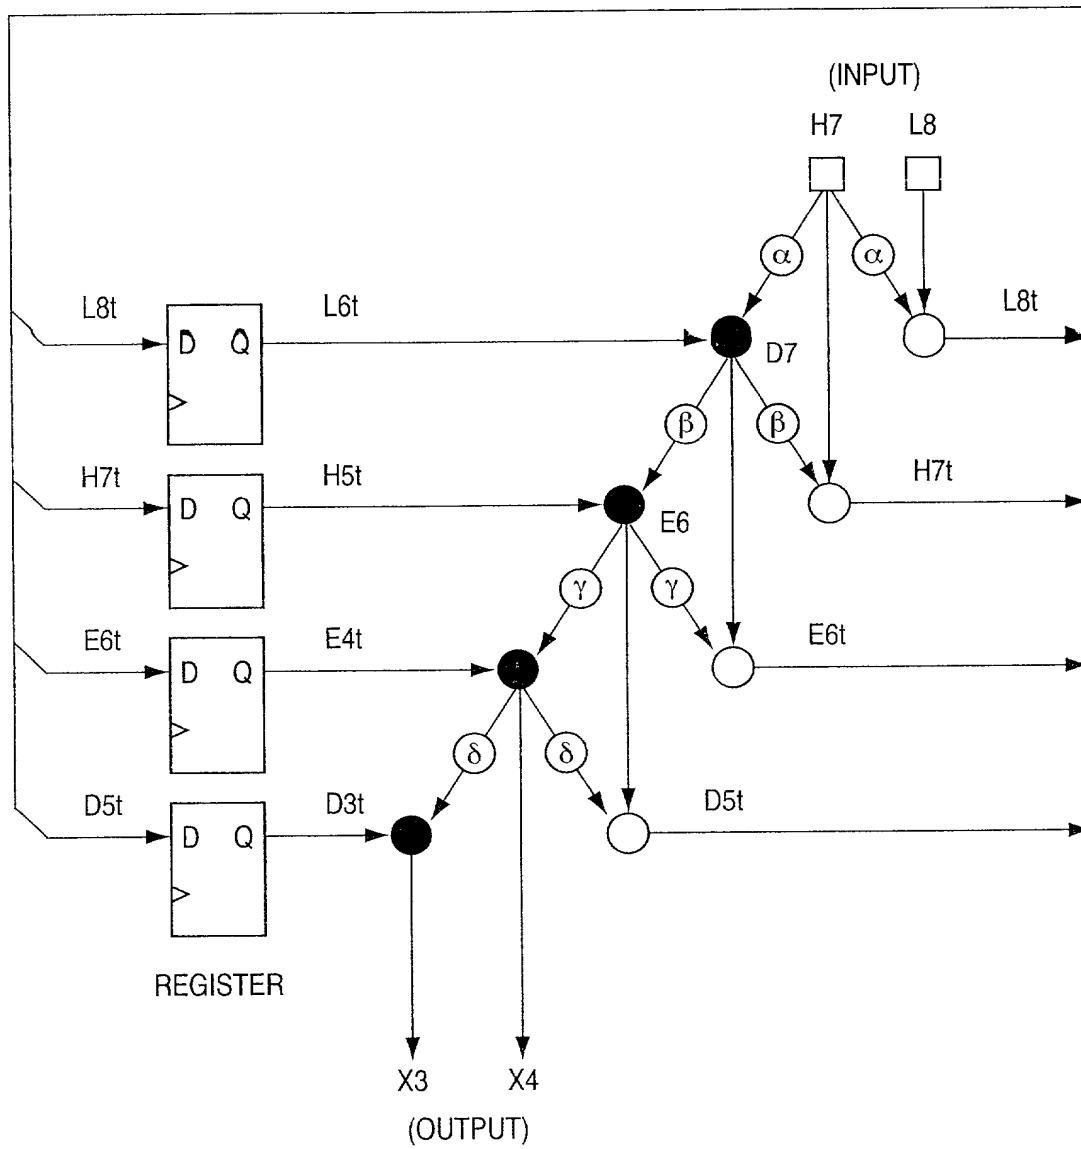 (INPUT)
H7 L8
α α
L8t L6t L8t
D Q
D7
β β
H7t H5t H7t
D Q
E6
γ γ
E6t E4t E6t
D Q
δ δ
D5t D3t D5t
D Q
REGISTER
X3 X4
(OUTPUT)